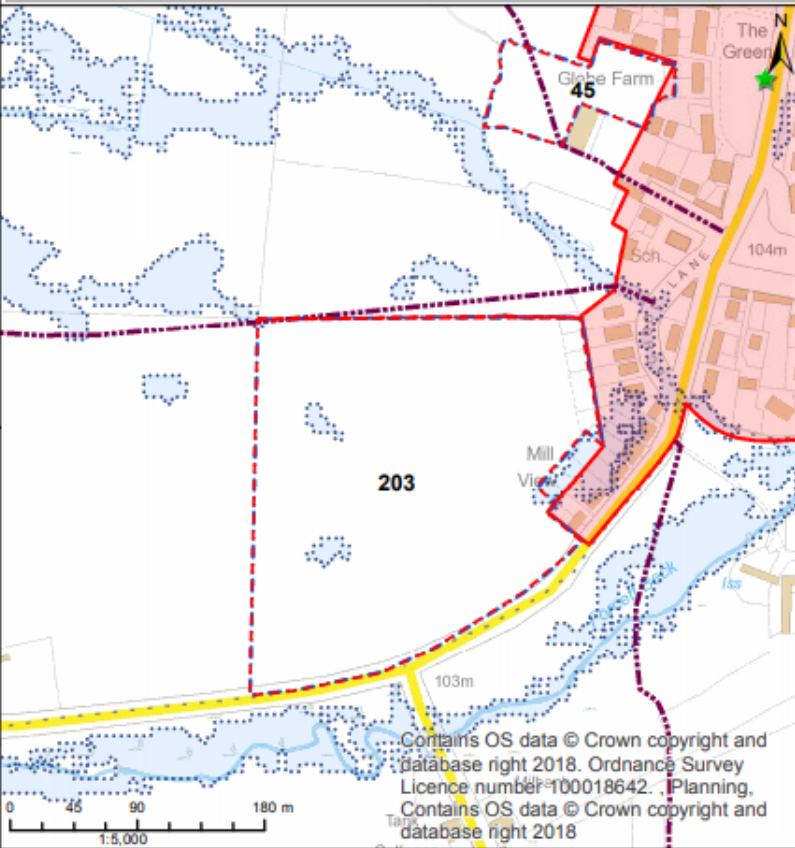 N
The
Green
Glebe Farm
45
Sch
LANE
104m
Mill
View
203
Iss
103m
Contains OS data © Crown copyright and
database right 2018. Ordnance Survey
Licence number 100018642. , Planning,
Contains OS data © Crown copyright and
database right 2018
Tank
0 45 90 180 m
1:5,000